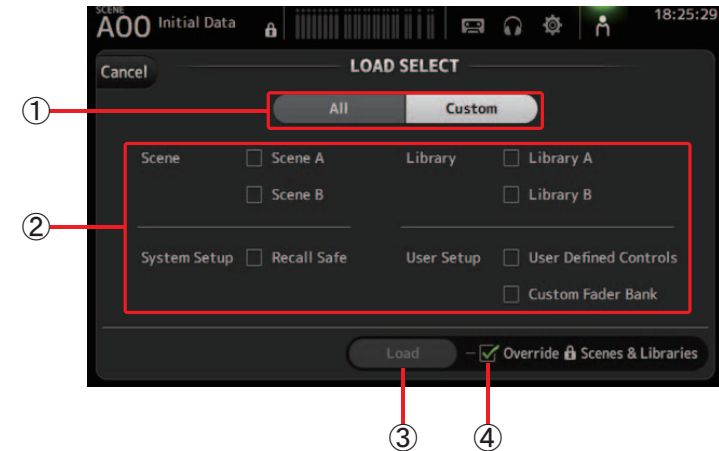 SCENE
A00 Initial Data
18:25:29
Cancel
LOAD SELECT
① All Custom
Scene Scene A Library Library A
Scene B Library B
②
System Setup Recall Safe User Setup User Defined Controls
Custom Fader Bank
Load Override Scenes & Libraries
③ ④